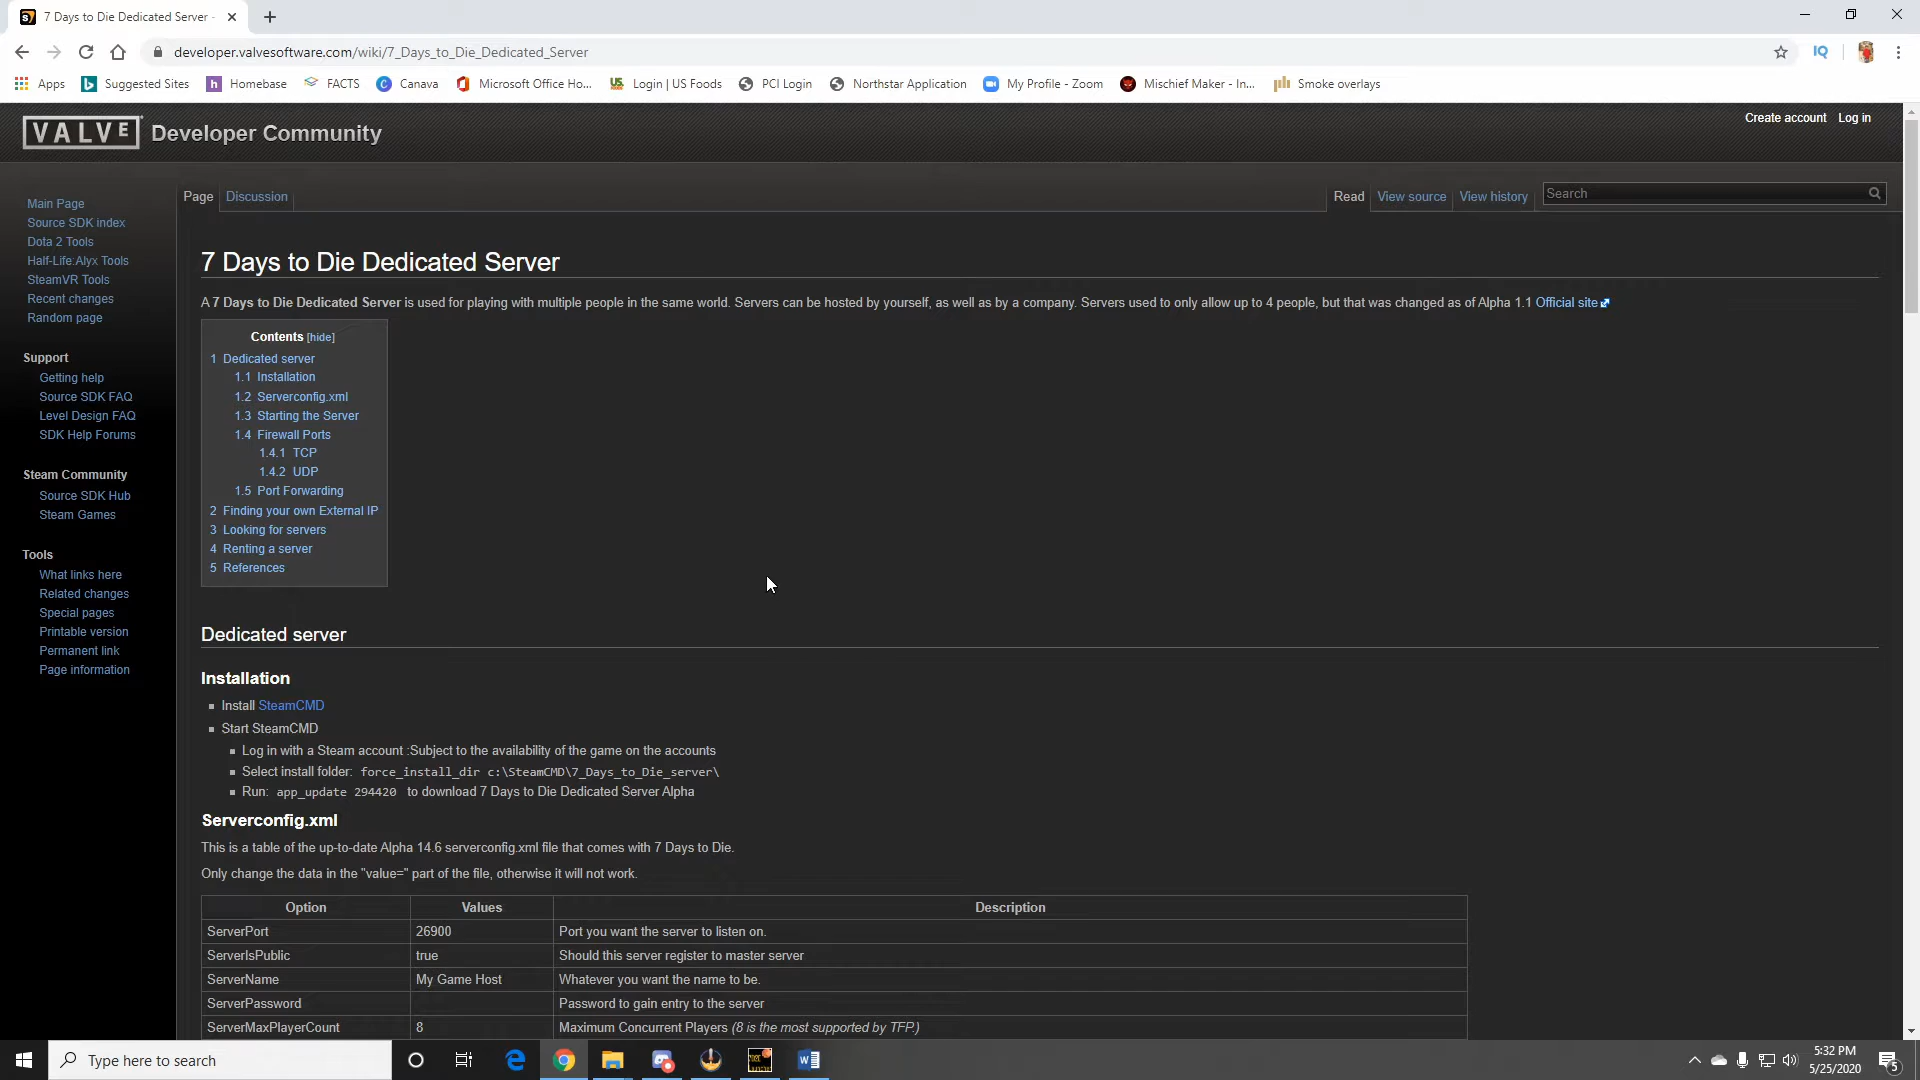 7 Days to Die Dedicated Server -
developer.valvesoftware.com/wiki/7_Days_to_Die_Dedicated_Server
IQ
Apps
Suggested Sites
Homebase
FACTS
Canava
Microsoft Office Ho...
Login | US Foods
PCI Login
Northstar Application
My Profile - Zoom
Mischief Maker - In...
Smoke overlays
VALVE Developer Community
Create account
Log in
Page
Discussion
Read
View source
View history
Search
Main Page
Source SDK index
Dota 2 Tools
Half-Life:Alyx Tools
SteamVR Tools
Recent changes
Random page
Support
Getting help
Source SDK FAQ
Level Design FAQ
SDK Help Forums
Steam Community
Source SDK Hub
Steam Games
Tools
What links here
Related changes
Special pages
Printable version
Permanent link
Page information
7 Days to Die Dedicated Server
A 7 Days to Die Dedicated Server is used for playing with multiple people in the same world. Servers can be hosted by yourself, as well as by a company. Servers used to only allow up to 4 people, but that was changed as of Alpha 1.1 Official site
Contents [hide]
1 Dedicated server
1.1 Installation
1.2 Serverconfig.xml
1.3 Starting the Server
1.4 Firewall Ports
1.4.1 TCP
1.4.2 UDP
1.5 Port Forwarding
2 Finding your own External IP
3 Looking for servers
4 Renting a server
5 References
Dedicated server
Installation
Install SteamCMD
Start SteamCMD
Log in with a Steam account :Subject to the availability of the game on the accounts
Select install folder: force_install_dir c:\SteamCMD\7_Days_to_Die_server\
Run: app_update 294420 to download 7 Days to Die Dedicated Server Alpha
Serverconfig.xml
This is a table of the up-to-date Alpha 14.6 serverconfig.xml file that comes with 7 Days to Die.
Only change the data in the "value=" part of the file, otherwise it will not work.
Option Values Description
ServerPort 26900 Port you want the server to listen on.
ServerIsPublic true Should this server register to master server
ServerName My Game Host Whatever you want the name to be.
ServerPassword Password to gain entry to the server
ServerMaxPlayerCount 8 Maximum Concurrent Players (8 is the most supported by TFP.)
Type here to search
5:32 PM
5/25/2020
5